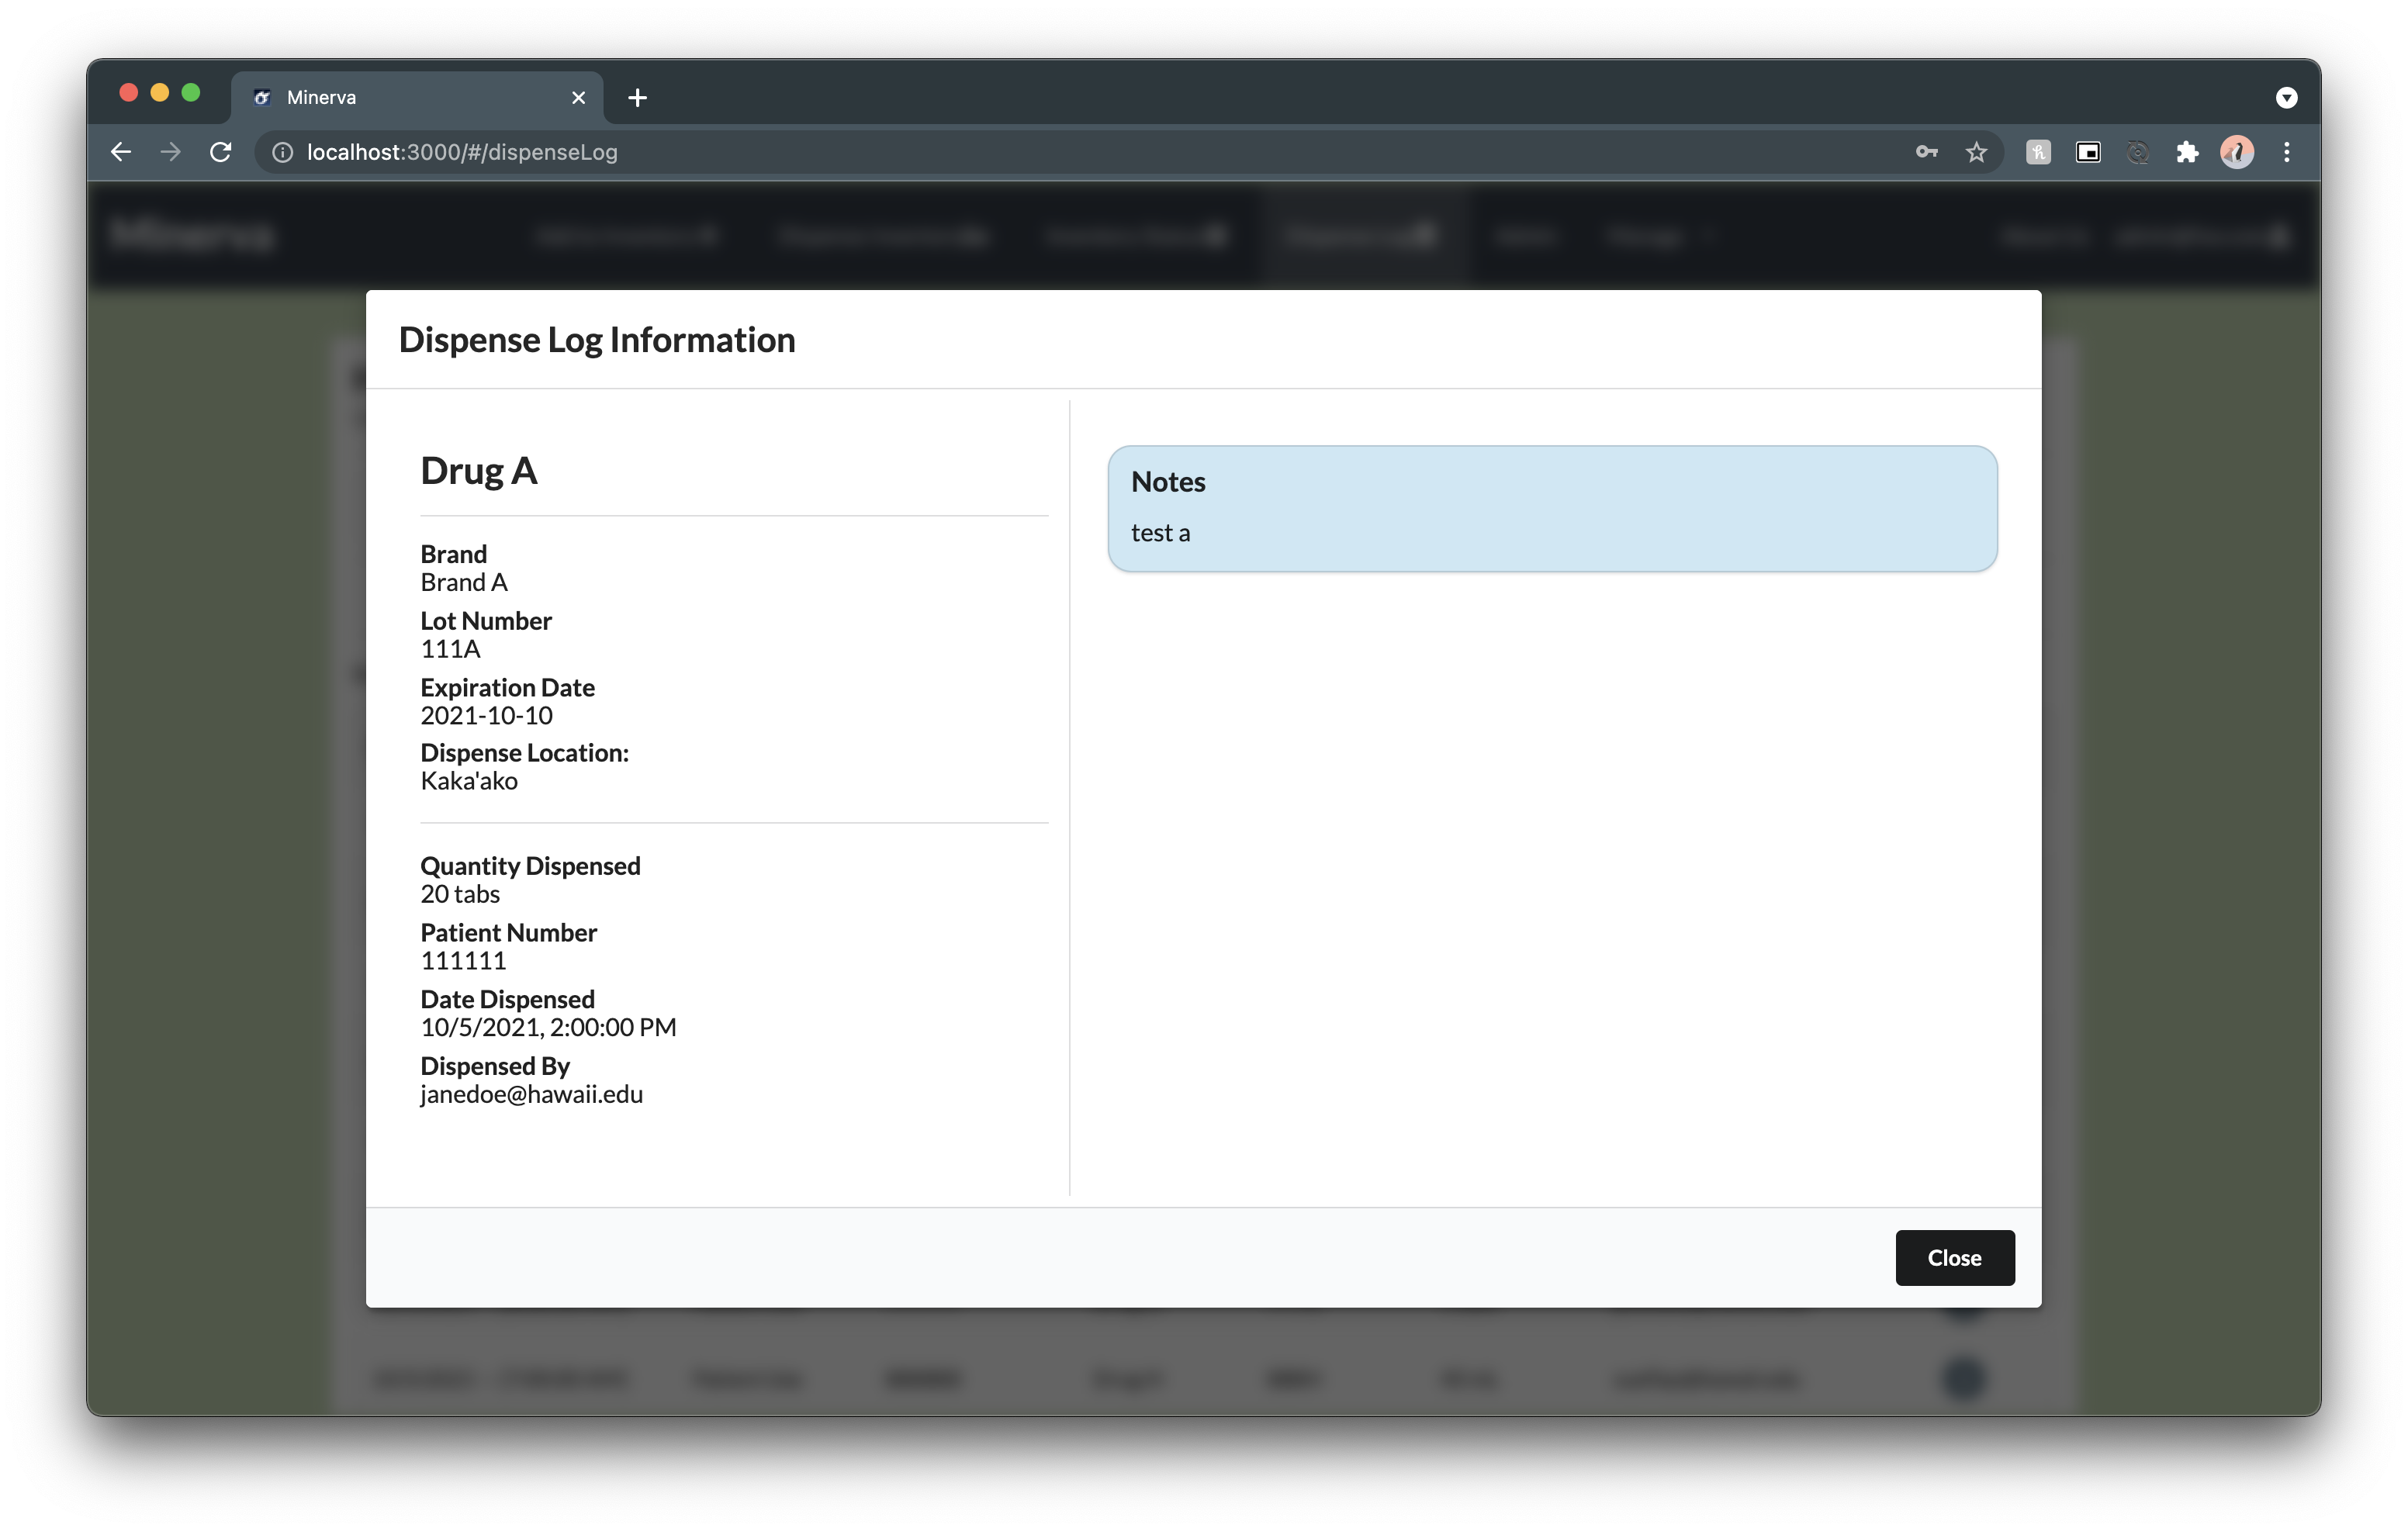 Minerva
localhost:3000/#/dispenseLog
Minerva
Dispense Log Information
Drug A
Brand
Brand A
Lot Number
111A
Expiration Date
2021-10-10
Dispense Location:
Kaka'ako
Quantity Dispensed
20 tabs
Patient Number
111111
Date Dispensed
10/5/2021, 2:00:00 PM
Dispensed By
janedoe@hawaii.edu
Notes
test a
Close